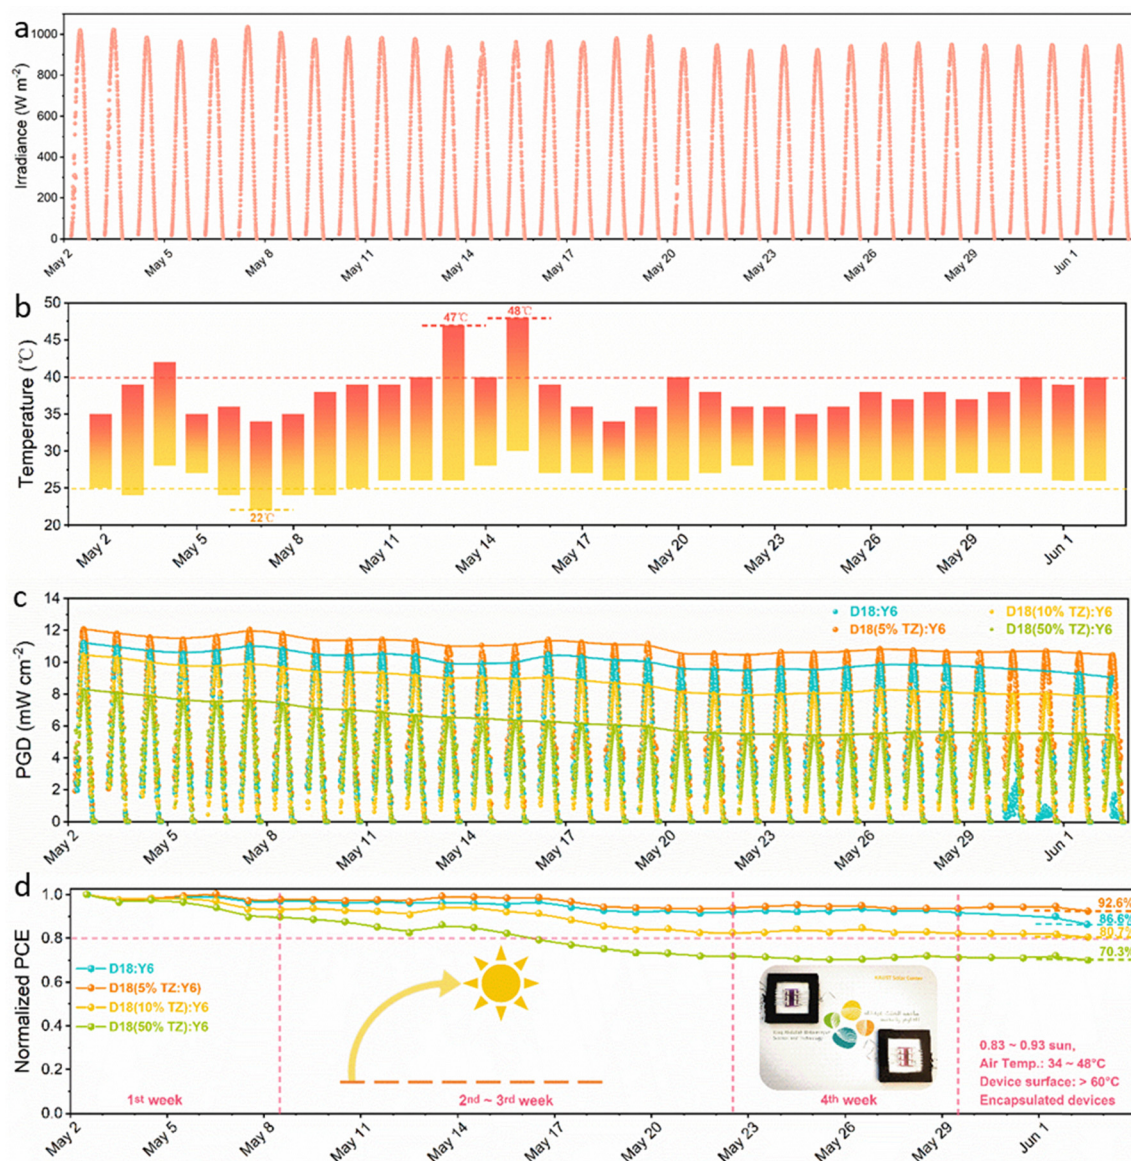 a
Irradiance (W m⁻²)
1000
800
600
400
200
0
May 2
May 5
May 8
May 11
May 14
May 17
May 20
May 23
May 26
May 29
Jun 1
b
Temperature (℃)
50
45
40
35
30
25
20
47℃
48℃
22℃
May 2
May 5
May 8
May 11
May 14
May 17
May 20
May 23
May 26
May 29
Jun 1
c
PGD (mW cm⁻²)
14
12
10
8
6
4
2
0
D18:Y6
D18(10% TZ):Y6
D18(5% TZ):Y6
D18(50% TZ):Y6
May 2
May 5
May 8
May 11
May 14
May 17
May 20
May 23
May 26
May 29
Jun 1
d
Normalized PCE
1.0
0.8
0.6
0.4
0.2
0.0
92.6%
86.6%
80.7%
70.3%
D18:Y6
D18(5% TZ:Y6)
D18(10% TZ):Y6
D18(50% TZ):Y6
0.83 ~ 0.93 sun,
Air Temp.: 34 ~ 48°C
Device surface: > 60°C
Encapsulated devices
1st week
2nd ~ 3rd week
4th week
May 2
May 5
May 8
May 11
May 14
May 17
May 20
May 23
May 26
May 29
Jun 1